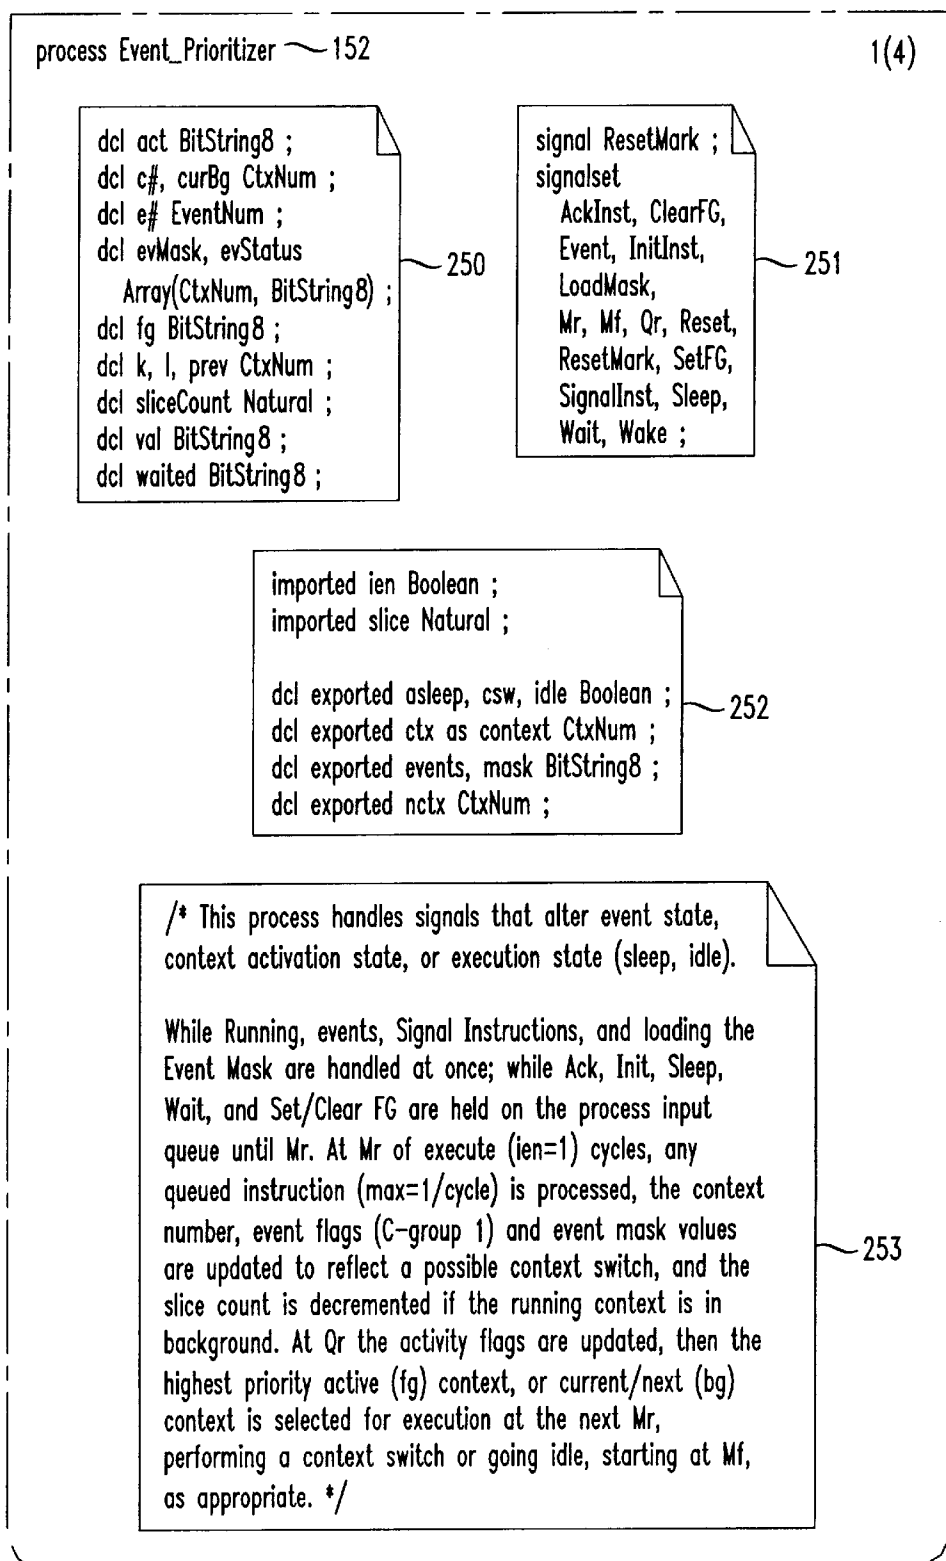 process Event_Prioritizer 152
1(4)
dcl act BitString8 ;
dcl c#, curBg CtxNum ;
dcl e# EventNum ;
dcl evMask, evStatus
Array(CtxNum, BitString8) ;
dcl fg BitString8 ;
dcl k, l, prev CtxNum ;
dcl sliceCount Natural ;
dcl val BitString8 ;
dcl waited BitString8 ;
250
signal ResetMark ;
signalset
AckInst, ClearFG,
Event, InitInst,
LoadMask,
Mr, Mf, Qr, Reset,
ResetMark, SetFG,
SignalInst, Sleep,
Wait, Wake ;
251
imported ien Boolean ;
imported slice Natural ;
dcl exported asleep, csw, idle Boolean ;
dcl exported ctx as context CtxNum ;
dcl exported events, mask BitString8 ;
dcl exported nctx CtxNum ;
252
/* This process handles signals that alter event state,
context activation state, or execution state (sleep, idle).
While Running, events, Signal Instructions, and loading the
Event Mask are handled at once; while Ack, Init, Sleep,
Wait, and Set/Clear FG are held on the process input
queue until Mr. At Mr of execute (ien=1) cycles, any
queued instruction (max=1/cycle) is processed, the context
number, event flags (C-group 1) and event mask values
are updated to reflect a possible context switch, and the
slice count is decremented if the running context is in
background. At Qr the activity flags are updated, then the
highest priority active (fg) context, or current/next (bg)
context is selected for execution at the next Mr,
performing a context switch or going idle, starting at Mf,
as appropriate. */
253